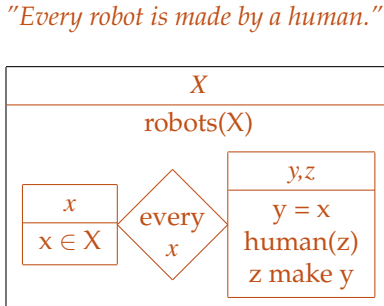 "Every robot is made by a human."
X
robots(X)
x
x ∈ X
every
x
y,z
y = x
human(z)
z make y